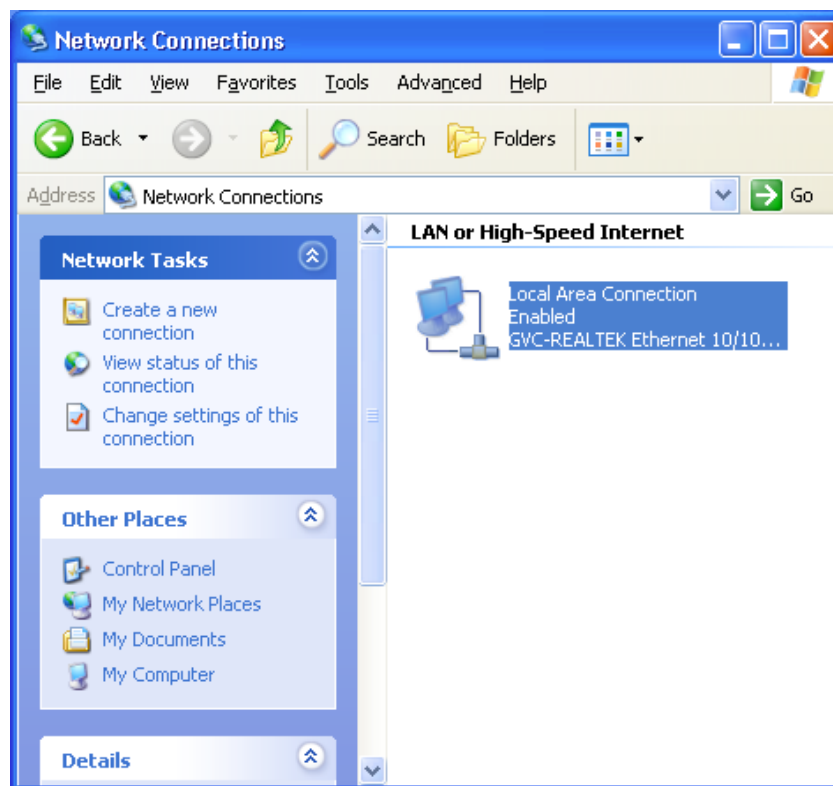 Network Connections
File Edit View Favorites Tools Advanced Help
Back Search Folders
Address Network Connections Go
Network Tasks
Create a new
connection
View status of this
connection
Change settings of this
connection
Other Places
Control Panel
My Network Places
My Documents
My Computer
Details
LAN or High-Speed Internet
Local Area Connection
Enabled
GVC-REALTEK Ethernet 10/10...